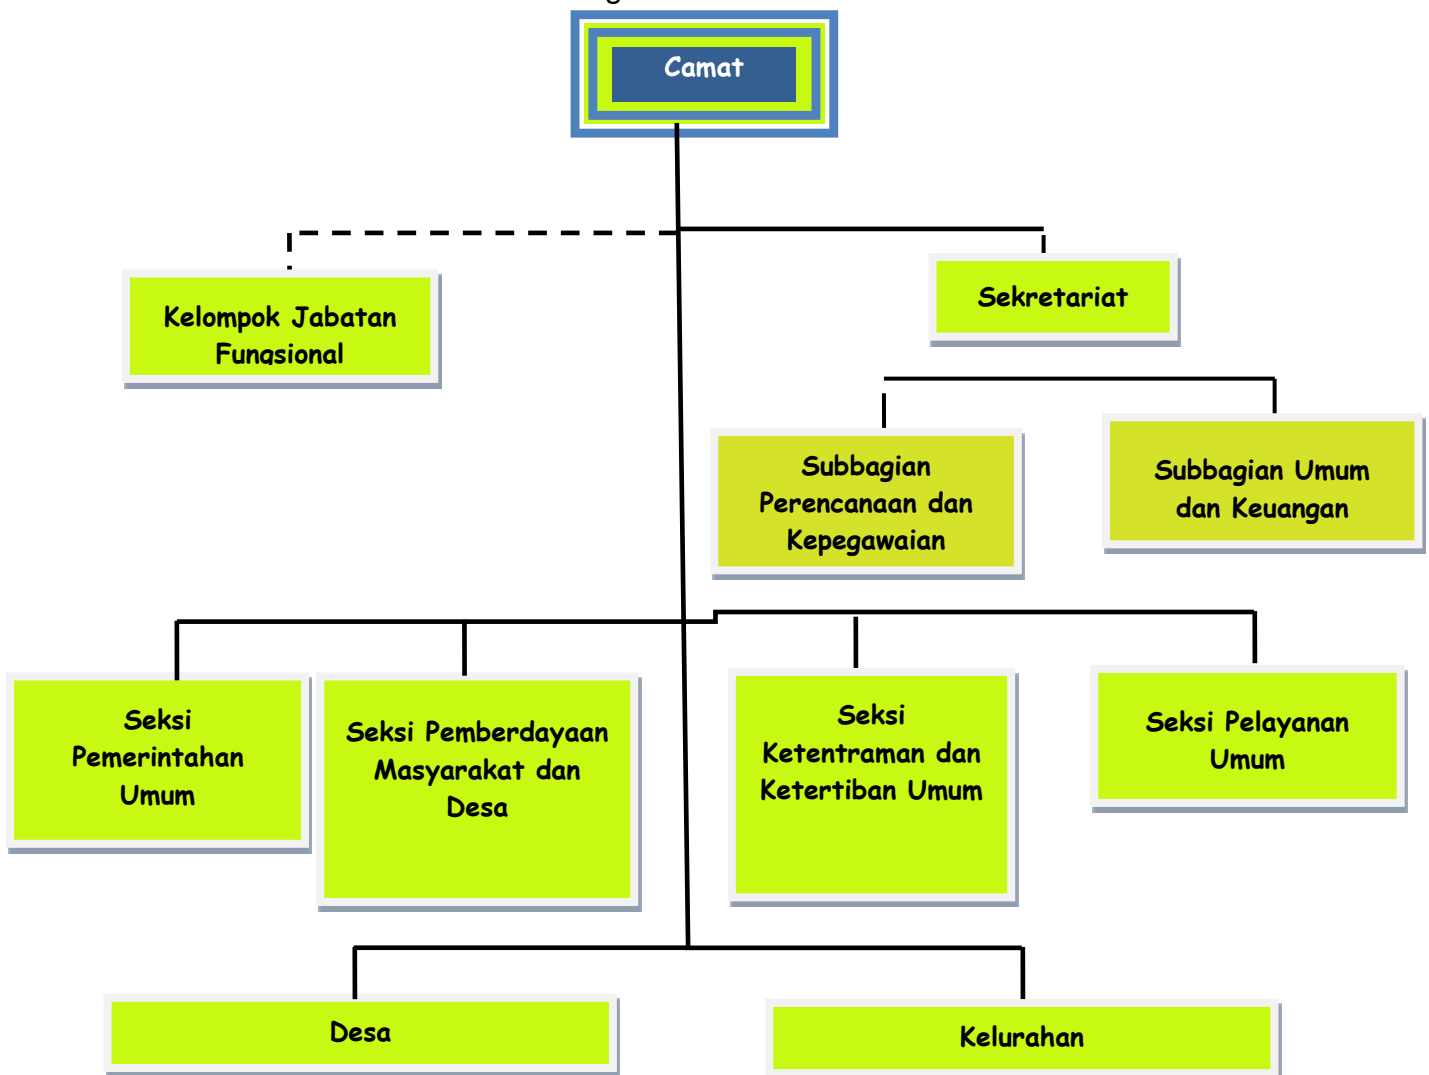 Camat
Kelompok Jabatan
Fungsional
Sekretariat
Subbagian
Perencanaan dan
Kepegawaian
Subbagian Umum
dan Keuangan
Seksi
Pemerintahan
Umum
Seksi Pemberdayaan
Masyarakat dan
Desa
Seksi
Ketentraman dan
Ketertiban Umum
Seksi Pelayanan
Umum
Desa
Kelurahan